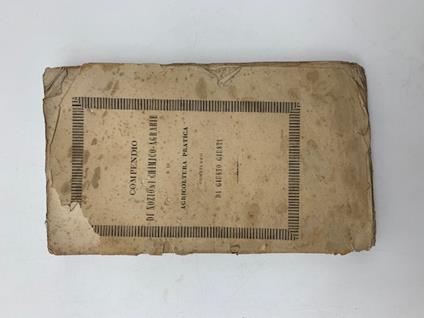 COMPENDIO
DI NOZIONI CHIMICO-AGRARIE
E DI
AGRICOLTURA PRATICA
DI GIUSTO GIUSTI